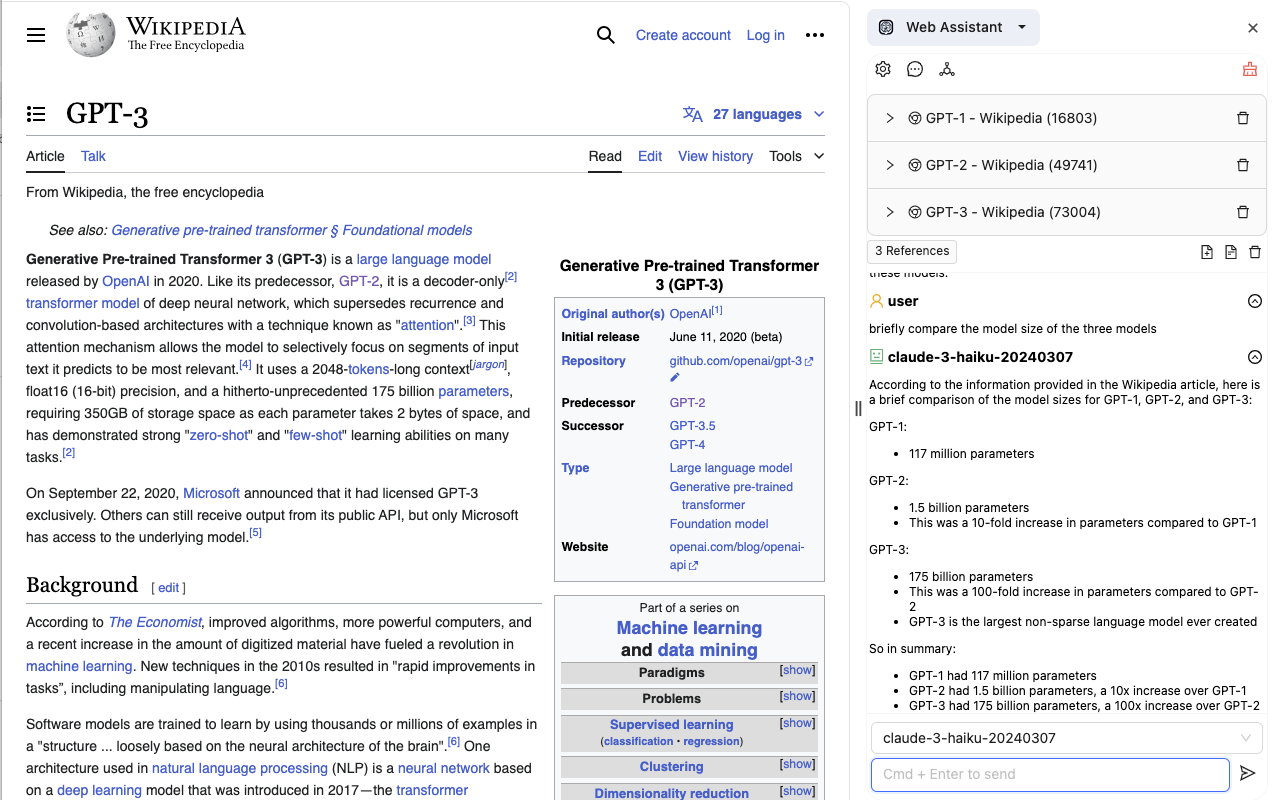 WIKIPEDIA
The Free Encyclopedia
Create account
Log in
GPT-3
27 languages
Article
Talk
Read
Edit
View history
Tools
From Wikipedia, the free encyclopedia
See also: Generative pre-trained transformer § Foundational models
Generative Pre-trained Transformer 3 (GPT-3) is a large language model
released by OpenAI in 2020. Like its predecessor, GPT-2, it is a decoder-only[2]
transformer model of deep neural network, which supersedes recurrence and
convolution-based architectures with a technique known as "attention".[3] This
attention mechanism allows the model to selectively focus on segments of input
text it predicts to be most relevant.[4] It uses a 2048-tokens-long context[jargon],
float16 (16-bit) precision, and a hitherto-unprecedented 175 billion parameters,
requiring 350GB of storage space as each parameter takes 2 bytes of space, and
has demonstrated strong "zero-shot" and "few-shot" learning abilities on many
tasks.[2]
On September 22, 2020, Microsoft announced that it had licensed GPT-3
exclusively. Others can still receive output from its public API, but only Microsoft
has access to the underlying model.[5]
Background [ edit ]
According to The Economist, improved algorithms, more powerful computers, and
a recent increase in the amount of digitized material have fueled a revolution in
machine learning. New techniques in the 2010s resulted in "rapid improvements in
tasks”, including manipulating language.[6]
Software models are trained to learn by using thousands or millions of examples in
a "structure ... loosely based on the neural architecture of the brain".[6] One
architecture used in natural language processing (NLP) is a neural network based
on a deep learning model that was introduced in 2017—the transformer
Generative Pre-trained Transformer
3 (GPT-3)
Original author(s) OpenAI[1]
Initial release June 11, 2020 (beta)
Repository github.com/openai/gpt-3
Predecessor GPT-2
Successor GPT-3.5
GPT-4
Type Large language model
Generative pre-trained
transformer
Foundation model
Website openai.com/blog/openai-
api
Part of a series on
Machine learning
and data mining
Paradigms [show]
Problems [show]
Supervised learning [show]
(classification • regression)
Clustering [show]
Dimensionality reduction [show]
Web Assistant
GPT-1 - Wikipedia (16803)
GPT-2 - Wikipedia (49741)
GPT-3 - Wikipedia (73004)
3 References
these models.
user
briefly compare the model size of the three models
claude-3-haiku-20240307
According to the information provided in the Wikipedia article, here is
a brief comparison of the model sizes for GPT-1, GPT-2, and GPT-3:
GPT-1:
• 117 million parameters
GPT-2:
• 1.5 billion parameters
• This was a 10-fold increase in parameters compared to GPT-1
GPT-3:
• 175 billion parameters
• This was a 100-fold increase in parameters compared to GPT-
2
• GPT-3 is the largest non-sparse language model ever created
So in summary:
• GPT-1 had 117 million parameters
• GPT-2 had 1.5 billion parameters, a 10x increase over GPT-1
• GPT-3 had 175 billion parameters, a 100x increase over GPT-2
claude-3-haiku-20240307
Cmd + Enter to send